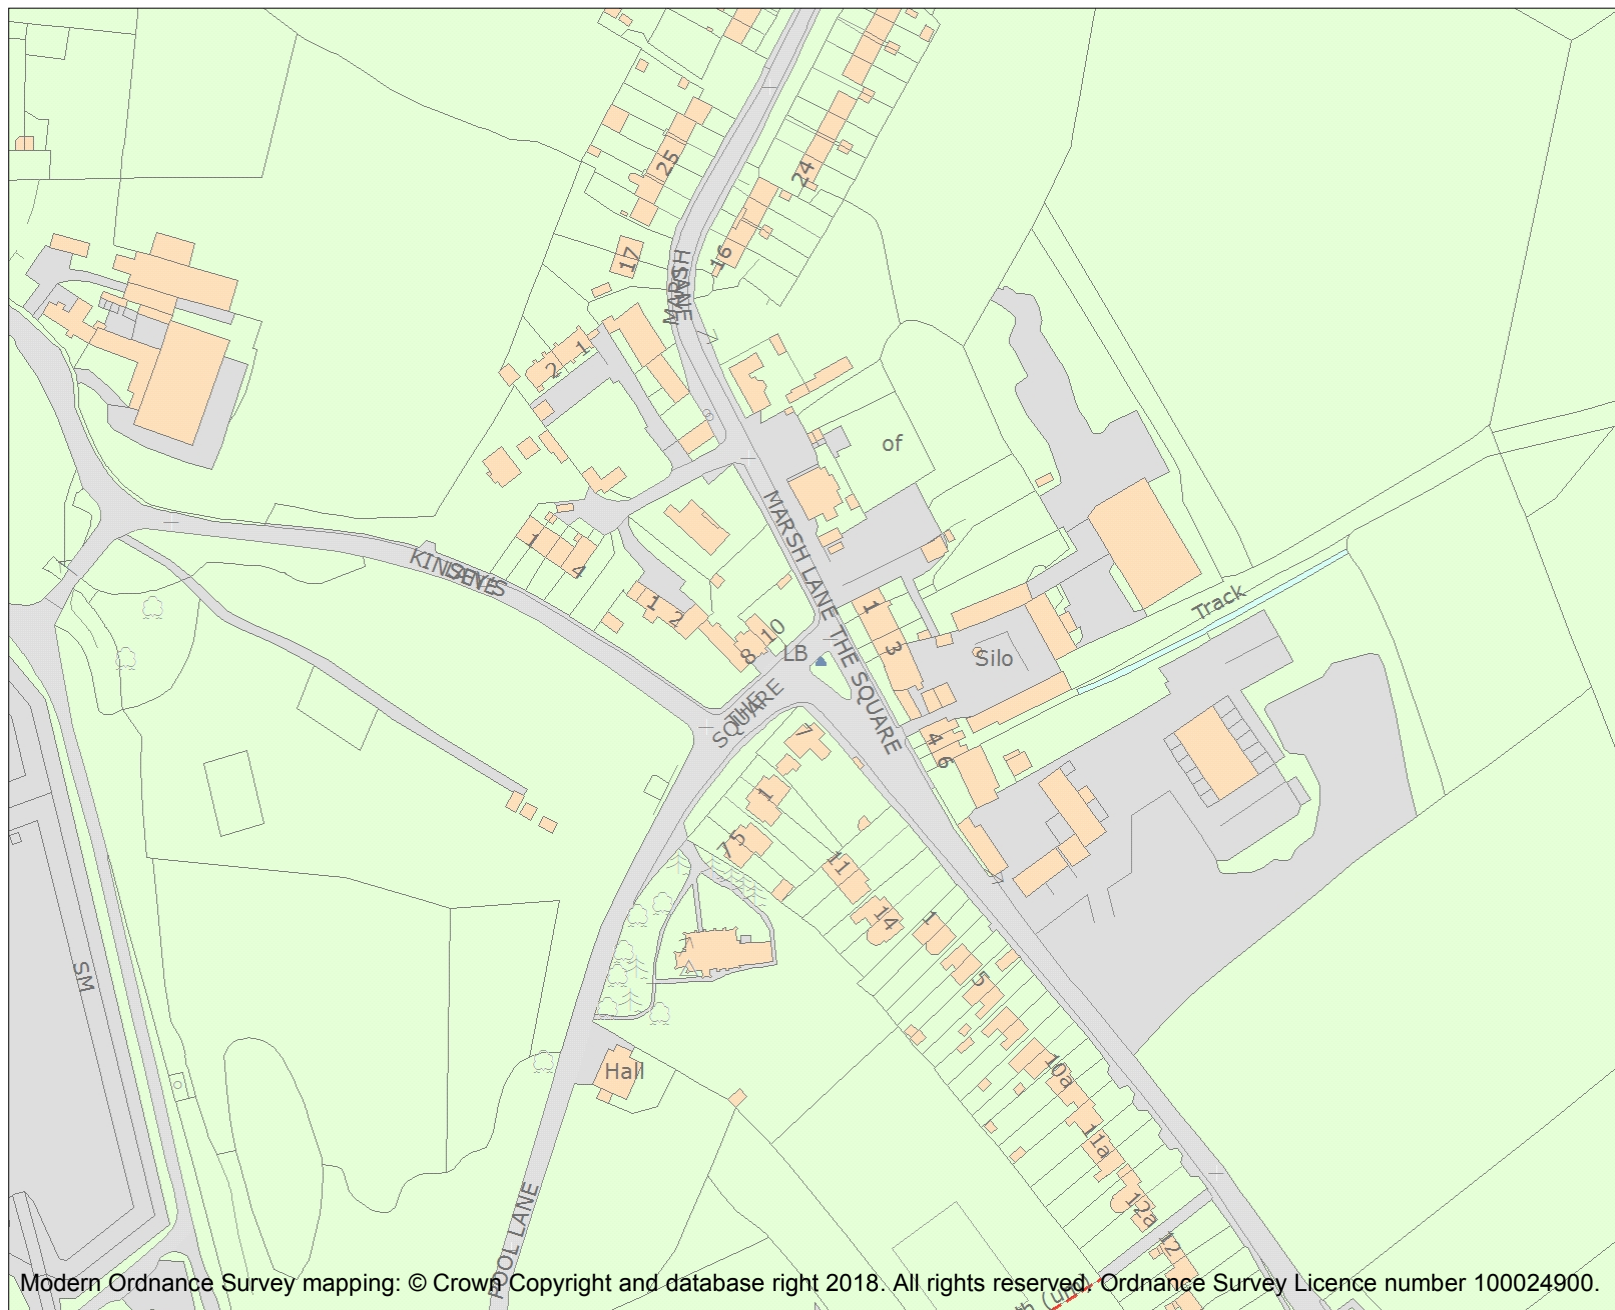 25
24
17
16
MARSH
LANE
1
2
of
MARSH LANE
KINSEYS
LANE
1
4
1
2
10
8
LB
1
3
THE SQUARE
Silo
Track
THE
SQUARE
7
4
6
1
5
7
11
14
1
5
SM
Hall
10a
11a
12a
12
POOL LANE
Modern Ordnance Survey mapping: © Crown Copyright and database right 2018. All rights reserved. Ordnance Survey Licence number 100024900.